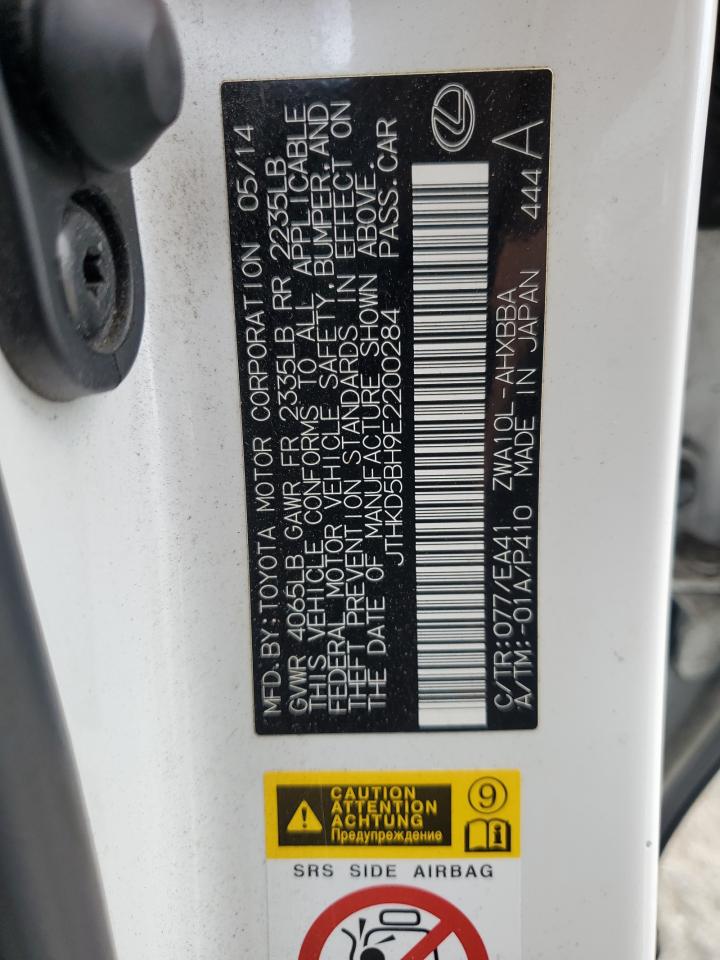 MFD.BY:TOYOTA MOTOR CORPORATION 05/14
GVWR 4065LB GAWR FR 2335LB RR 2235LB
THIS VEHICLE CONFORMS TO ALL APPLICABLE
FEDERAL MOTOR VEHICLE SAFETY,BUMPER,AND
THEFT PREVENTION STANDARDS IN EFFECT ON
THE DATE OF MANUFACTURE SHOWN ABOVE.
JTHKD5BH9E2200284 PASS.CAR
C/TR:077/EA41 ZWA10L-AHXBBA
A/TM:-01A/P410 MADE IN JAPAN 444A
CAUTION
ATTENTION
ACHTUNG
Предупреждение
9
SRS SIDE AIRBAG